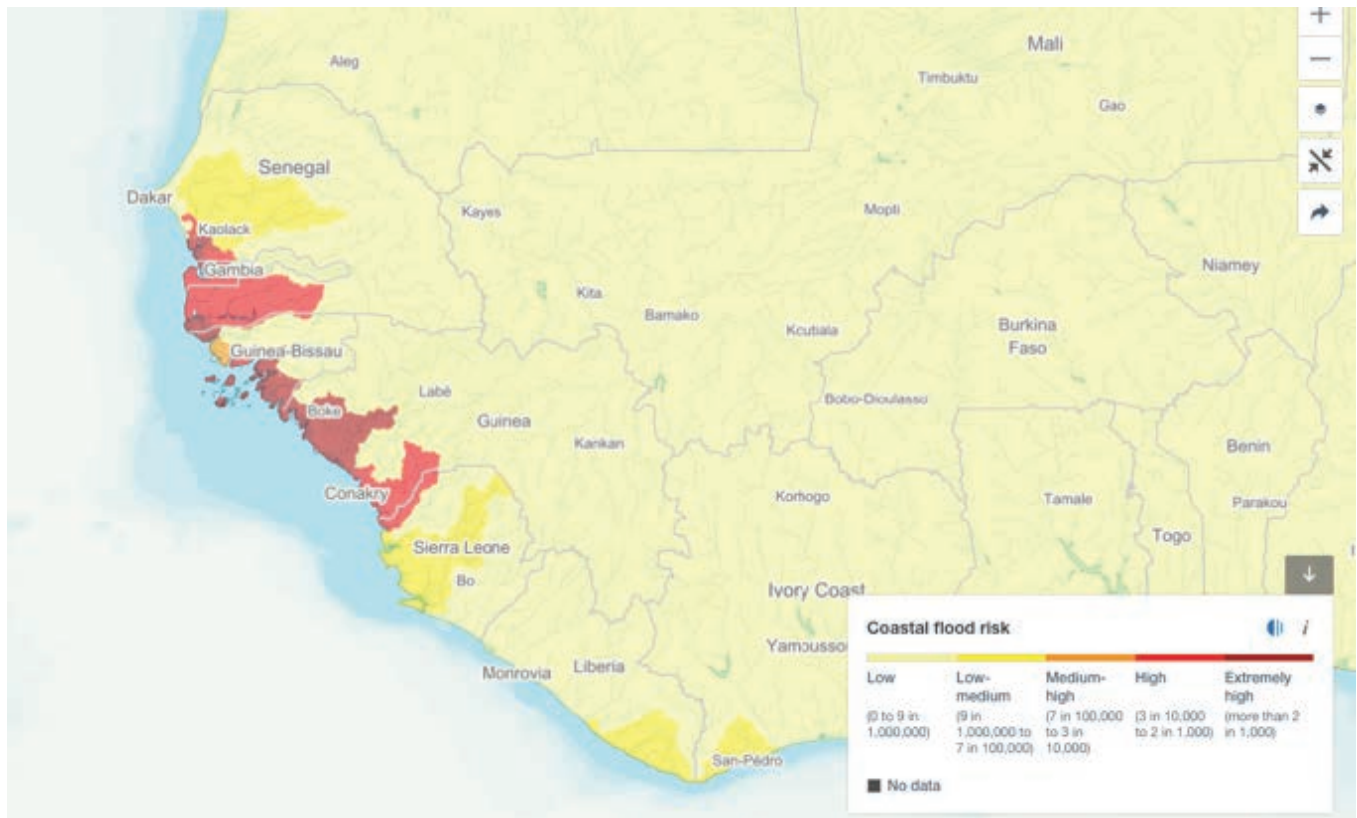 Mali
Aleg
Timbuktu
Gao
Senegal
Dakar
Kayes
Mopti
Kaolack
Gambia
Niamey
Kita
Bamako
Kcutiala
Burkina
Faso
Guinea-Bissau
Labé
Bobo-Dioulasso
Boke
Guinea
Kankan
Benin
Conakry
Korhogo
Tamale
Parakou
Togo
Sierra Leone
Bo
Ivory Coast
Yamousso
Monrovia
Liberia
San-Pédro
Coastal flood risk
i
Low
(0 to 9 in
1,000,000)
Low-
medium
(9 in
1,000,000 to
7 in 100,000)
Medium-
high
(7 in 100,000
to 3 in
10,000)
High
(3 in 10,000
to 2 in 1,000)
Extremely
high
(more than 2
in 1,000)
No data